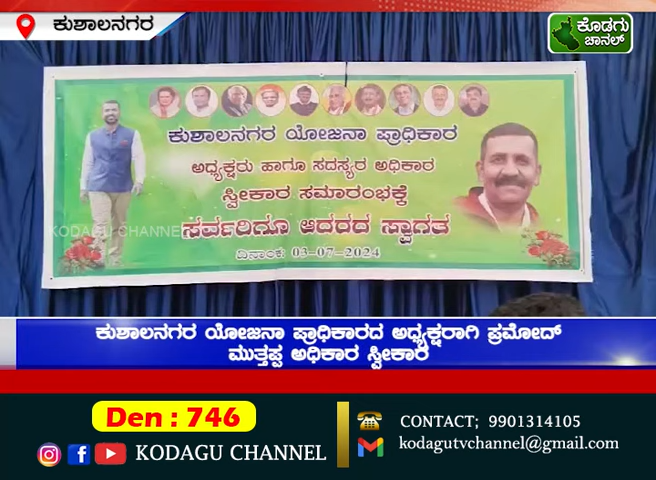 ಕುಶಾಲನಗರ
ಕೊಡಗು
ಚಾನಲ್
ಕುಶಾಲನಗರ ಯೋಜನಾ ಪ್ರಾಧಿಕಾರ
ಅಧ್ಯಕ್ಷರು ಹಾಗೂ ಸದಸ್ಯರ ಅಧಿಕಾರ
ಸ್ವೀಕಾರ ಸಮಾರಂಭಕ್ಕೆ
ಸರ್ವರಿಗೂ ಆದರದ ಸ್ವಾಗತ
ದಿನಾಂಕ: 03-07-2024
KODAGU CHANNEL
ಕುಶಾಲನಗರ ಯೋಜನಾ ಪ್ರಾಧಿಕಾರದ ಅಧ್ಯಕ್ಷರಾಗಿ ಪ್ರಮೋದ್
ಮುತ್ತಪ್ಪ ಅಧಿಕಾರ ಸ್ವೀಕಾರ
Den : 746
KODAGU CHANNEL
CONTACT; 9901314105
kodagutvchannel@gmail.com